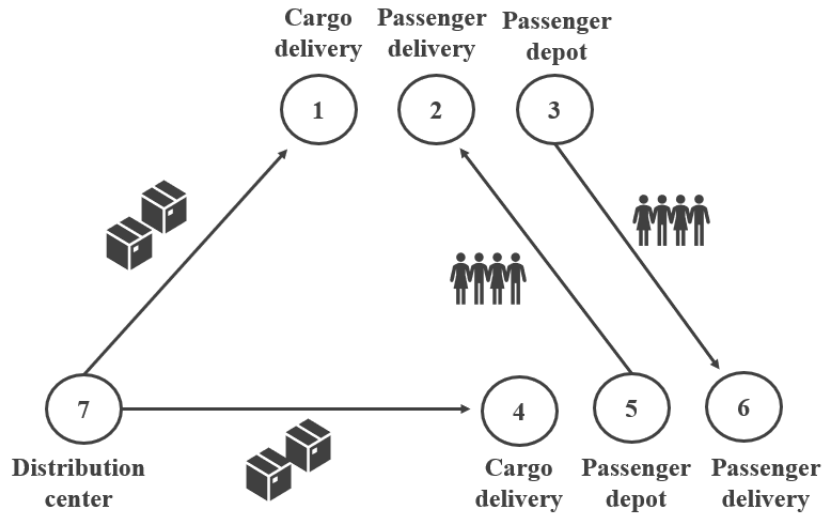 Cargo
delivery
Passenger
delivery
Passenger
depot
1
2
3
7
4
5
6
Distribution
center
Cargo
delivery
Passenger
depot
Passenger
delivery